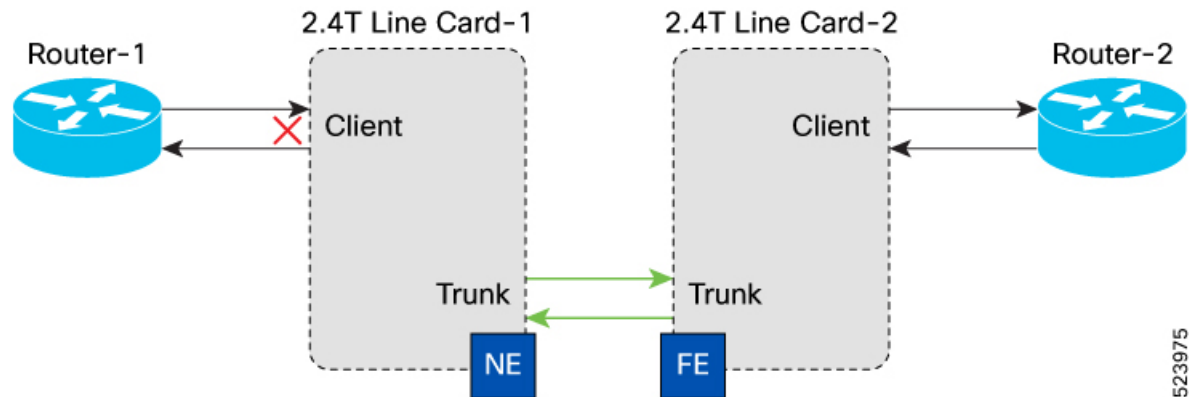 2.4T Line Card-1
2.4T Line Card-2
Router-1
Router-2
Client
Client
Trunk
Trunk
NE
FE
523975